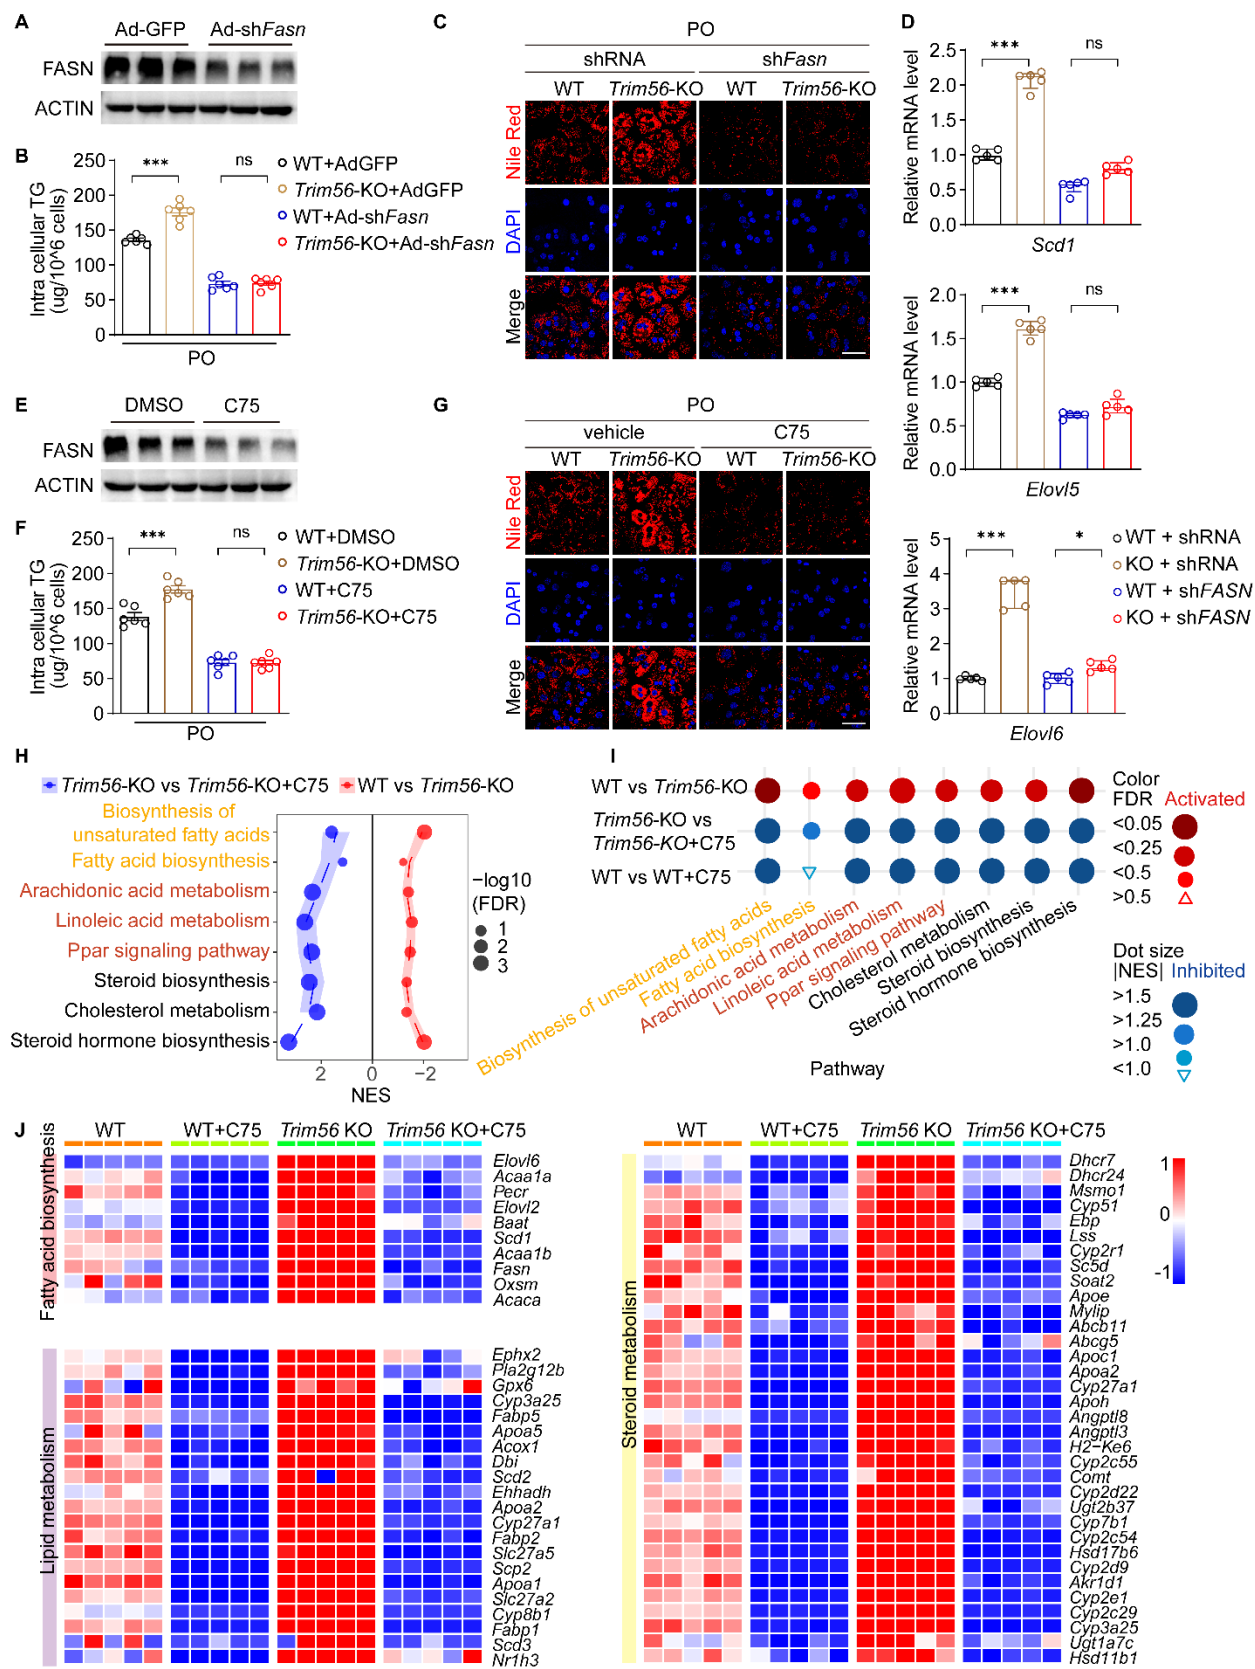 A
Ad-GFP Ad-shFasn
FASN
ACTIN
B
Intra cellular TG
(ug/10^6 cells)
250
200
150
100
50
0
*** ns
PO
WT+AdGFP
Trim56-KO+AdGFP
WT+Ad-shFasn
Trim56-KO+Ad-shFasn
C
PO
shRNA shFasn
WT Trim56-KO WT Trim56-KO
Nile Red
DAPI
Merge
D
Relative mRNA level
2.5
2.0
1.5
1.0
0.5
0.0
*** ns
Scd1
Relative mRNA level
2.0
1.5
1.0
0.5
0.0
*** ns
Elovl5
Relative mRNA level
5
4
3
2
1
0
*** *
Elovl6
WT + shRNA
KO + shRNA
WT + shFASN
KO + shFASN
E
DMSO C75
FASN
ACTIN
F
Intra cellular TG
(ug/10^6 cells)
250
200
150
100
50
0
*** ns
PO
WT+DMSO
Trim56-KO+DMSO
WT+C75
Trim56-KO+C75
G
PO
vehicle C75
WT Trim56-KO WT Trim56-KO
Nile Red
DAPI
Merge
H
Trim56-KO vs Trim56-KO+C75 WT vs Trim56-KO
Biosynthesis of
unsaturated fatty acids
Fatty acid biosynthesis
Arachidonic acid metabolism
Linoleic acid metabolism
Ppar signaling pathway
Steroid biosynthesis
Cholesterol metabolism
Steroid hormone biosynthesis
2 0 −2
NES
−log10
(FDR)
1
2
3
I
WT vs Trim56-KO
Trim56-KO vs
Trim56-KO+C75
WT vs WT+C75
Biosynthesis of unsaturated fatty acids
Fatty acid biosynthesis
Arachidonic acid metabolism
Linoleic acid metabolism
Ppar signaling pathway
Cholesterol metabolism
Steroid biosynthesis
Steroid hormone biosynthesis
Pathway
Color
FDR Activated
<0.05
<0.25
<0.5
>0.5
Dot size
|NES| Inhibited
>1.5
>1.25
>1.0
<1.0
J
WT WT+C75 Trim56 KO Trim56 KO+C75
Fatty acid biosynthesis
Elovl6
Acaa1a
Pecr
Elovl2
Baat
Scd1
Acaa1b
Fasn
Oxsm
Acaca
Lipid metabolism
Ephx2
Pla2g12b
Gpx6
Cyp3a25
Fabp5
Apoa5
Acox1
Dbi
Scd2
Ehhadh
Apoa2
Cyp27a1
Fabp2
Slc27a5
Scp2
Apoa1
Slc27a2
Cyp8b1
Fabp1
Scd3
Nr1h3
WT WT+C75 Trim56 KO Trim56 KO+C75
Steroid metabolism
Dhcr7
Dhcr24
Msmo1
Cyp51
Ebp
Lss
Cyp2r1
Sc5d
Soat2
Apoe
Mylip
Abcb11
Abcg5
Apoc1
Apoa2
Cyp27a1
Apoh
Angptl8
Angptl3
H2−Ke6
Cyp2c55
Comt
Cyp2d22
Ugt2b37
Cyp7b1
Cyp2c54
Hsd17b6
Cyp2d9
Akr1d1
Cyp2e1
Cyp2c29
Cyp3a25
Ugt1a7c
Hsd11b1
1
0
-1